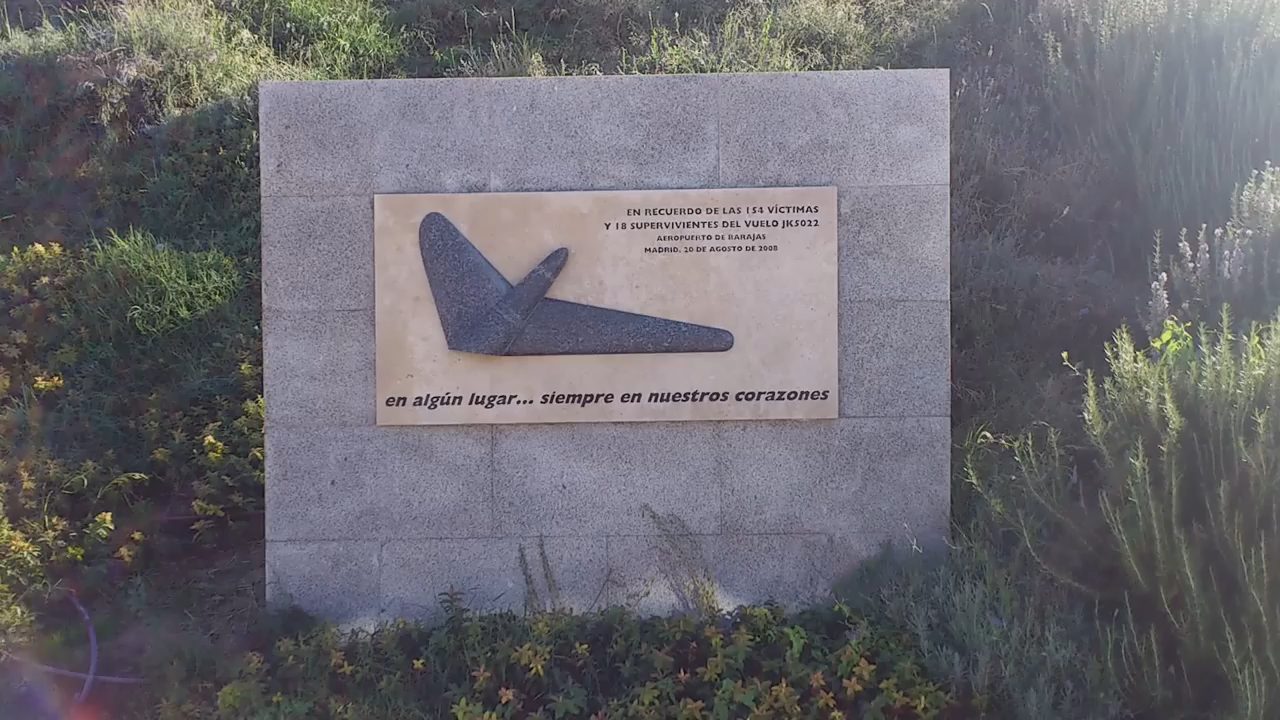 EN RECUERDO DE LAS 154 VÍCTIMAS
Y 18 SUPERVIVIENTES DEL VUELO JK5022
AEROPUERTO DE BARAJAS
MADRID, 20 DE AGOSTO DE 2008
en algún lugar... siempre en nuestros corazones